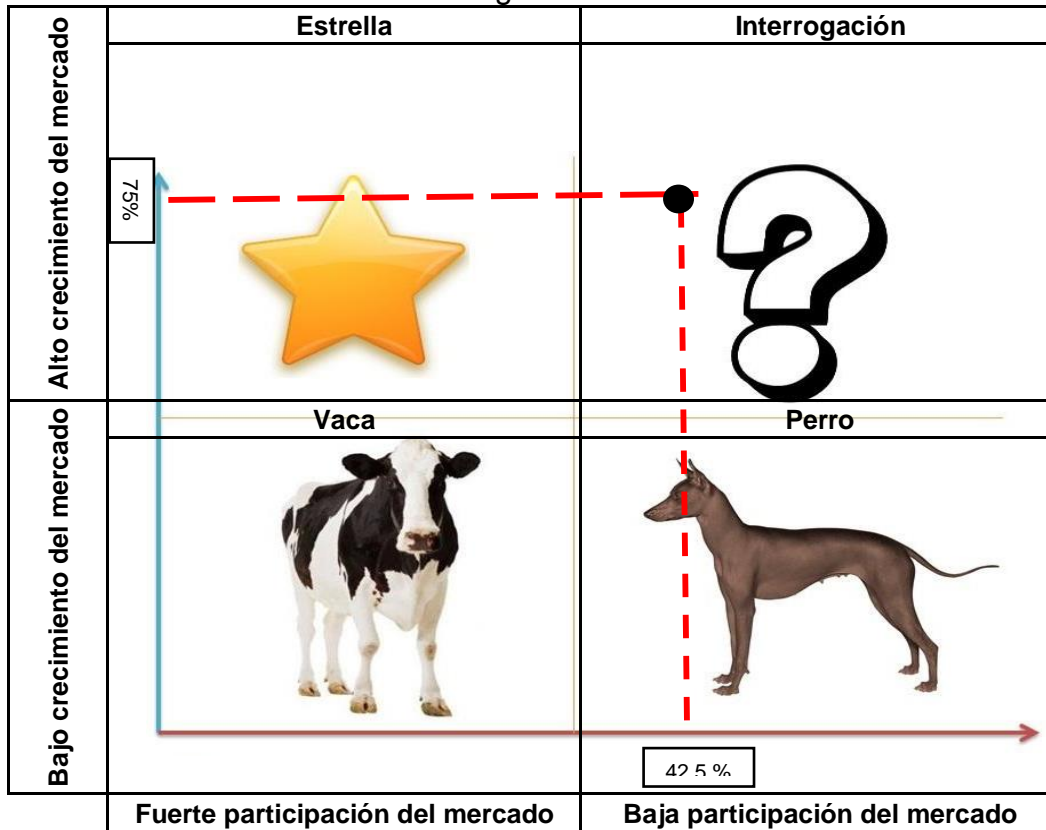 Estrella
Interrogación
Alto crecimiento del mercado
75%
Vaca
Perro
Bajo crecimiento del mercado
42.5 %
Fuerte participación del mercado
Baja participación del mercado